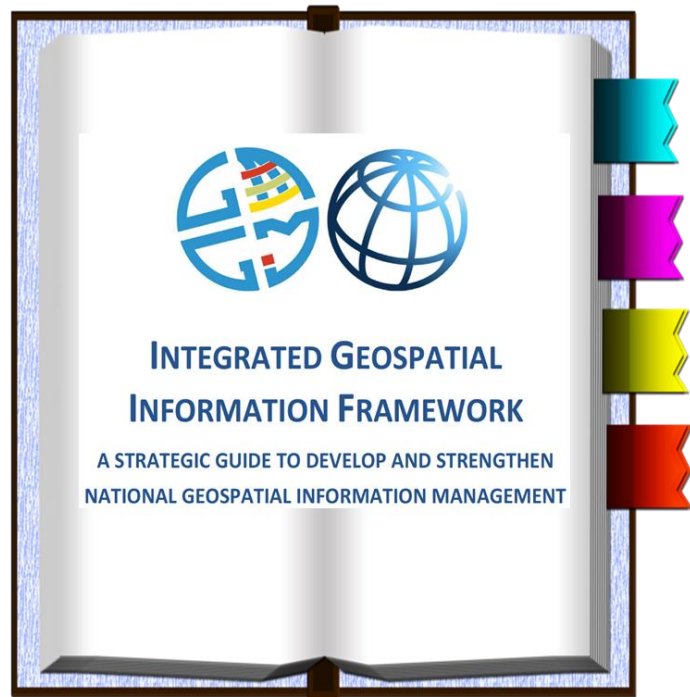 INTEGRATED GEOSPATIAL
INFORMATION FRAMEWORK
A STRATEGIC GUIDE TO DEVELOP AND STRENGTHEN
NATIONAL GEOSPATIAL INFORMATION MANAGEMENT